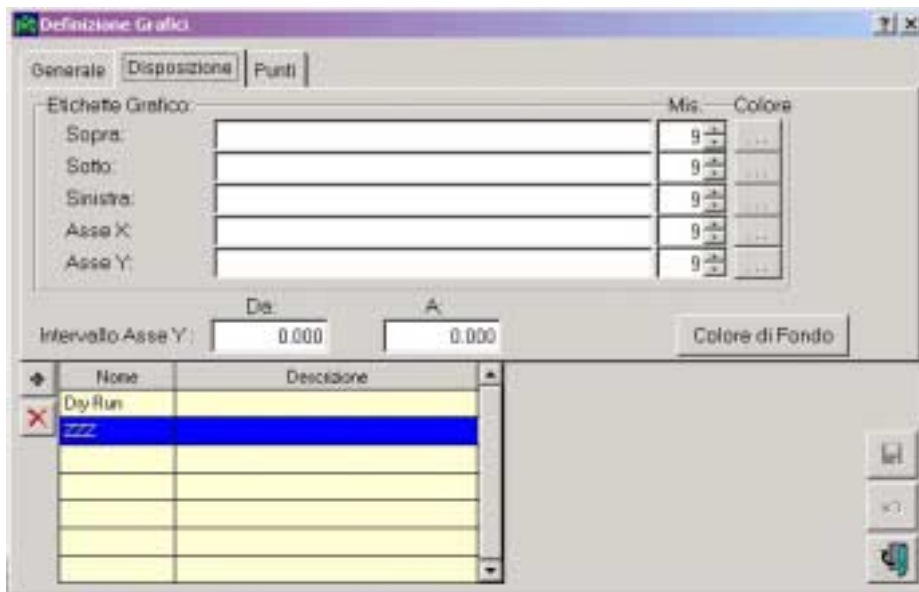 Definizione Grafici
Generale Disposizione Punti
Etichette Grafico: Mis. Colore
Sopra: 9 ...
Sotto: 9 ...
Sinistra: 9 ...
Asse X: 9 ...
Asse Y: 9 ...
Da: A:
Intervallo Asse Y: 0.000 0.000 Colore di Fondo
Nome Descrizione
Dry Run
ZZZ